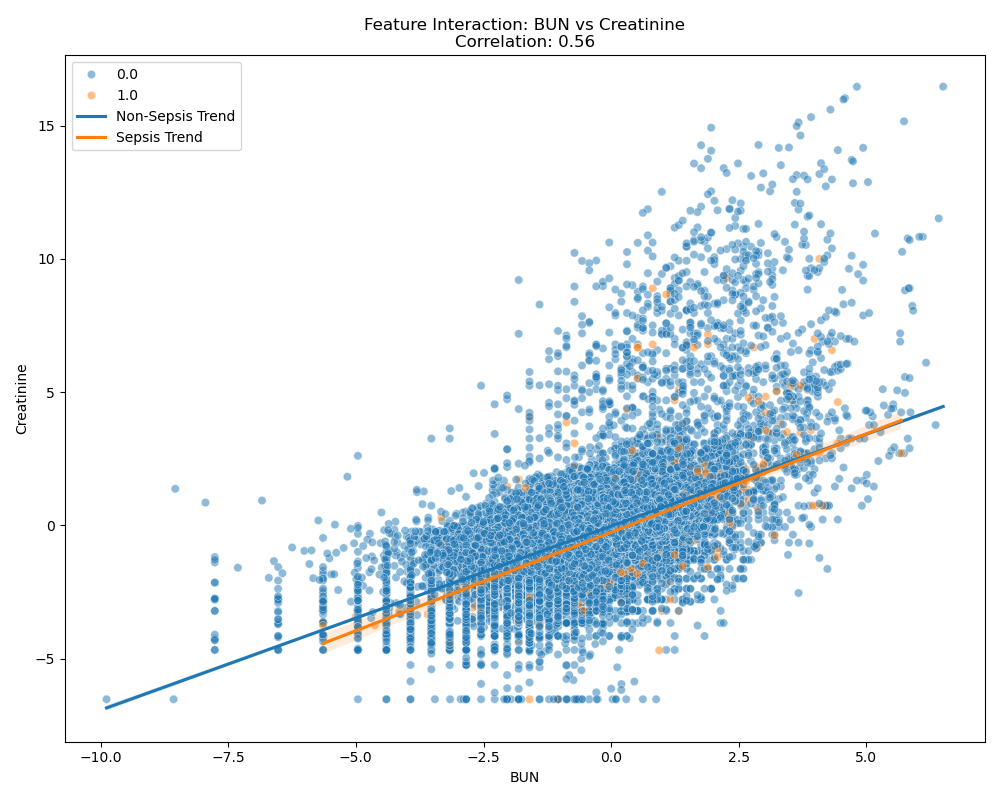 Feature Interaction: BUN vs Creatinine
Correlation: 0.56
0.0
1.0
Non-Sepsis Trend
Sepsis Trend
15
10
5
0
−5
Creatinine
−10.0
−7.5
−5.0
−2.5
0.0
2.5
5.0
BUN